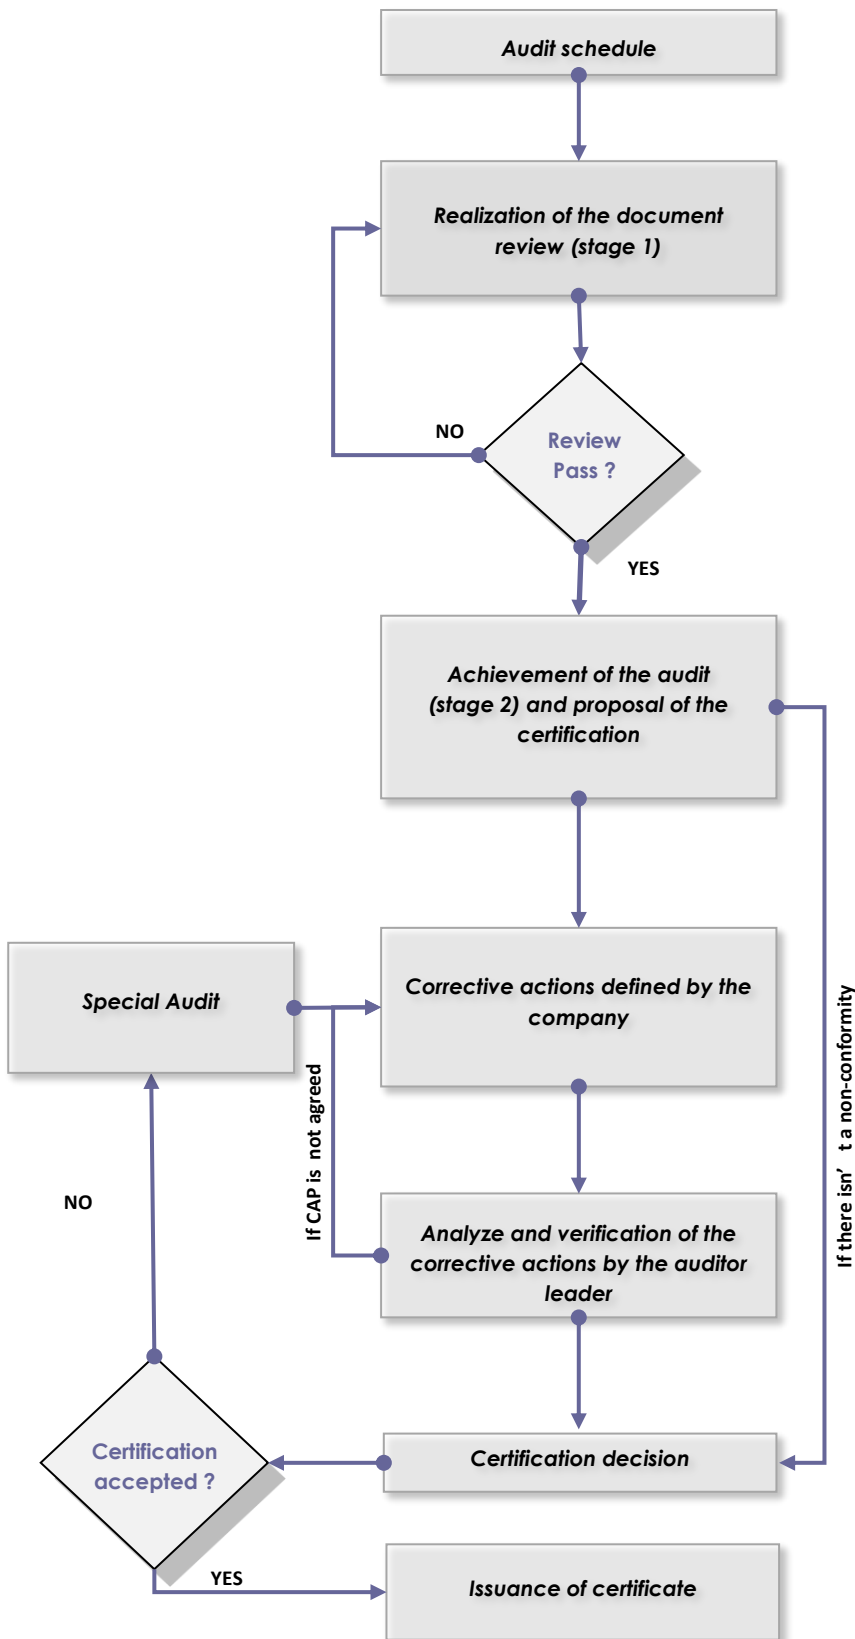 Audit schedule
Realization of the document
review (stage 1)
NO
Review
Pass ?
YES
Achievement of the audit
(stage 2) and proposal of the
certification
If there isn’ t a non-conformity
Special Audit
Corrective actions defined by the
company
If CAP is not agreed
NO
Analyze and verification of the
corrective actions by the auditor
leader
Certification
accepted ?
Certification decision
YES
Issuance of certificate